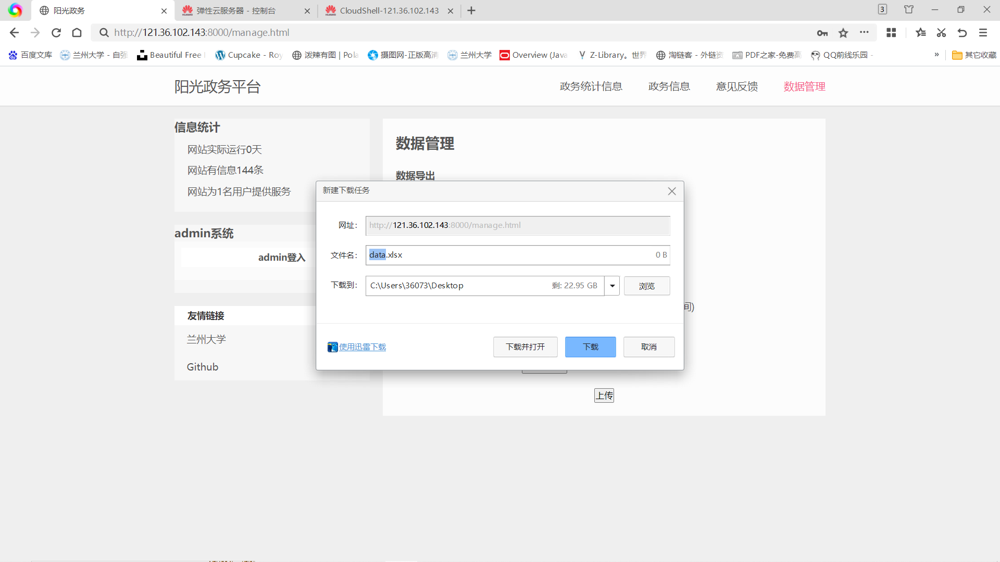 阳光政务
弹性云服务器 - 控制台
CloudShell-121.36.102.143
3
http://121.36.102.143:8000/manage.html
百度文库
兰州大学 - 自强
Beautiful Free
Cupcake - Roy
泼辣有图 | Pola
摄图网-正版高清
兰州大学
Overview (Java
Z-Library。世界
淘链客 - 外链资
PDF之家-免费高
QQ前线乐园 -
»
其它收藏
阳光政务平台
政务统计信息
政务信息
意见反馈
数据管理
信息统计
网站实际运行0天
网站有信息144条
网站为1名用户提供服务
admin系统
admin登入
友情链接
兰州大学
Github
数据管理
数据导出
新建下载任务
网址：
http://121.36.102.143:8000/manage.html
文件名：
data.xlsx
0 B
下载到：
C:\Users\36073\Desktop
剩: 22.95 GB
浏览
使用迅雷下载
下载并打开
下载
取消
间)
上传